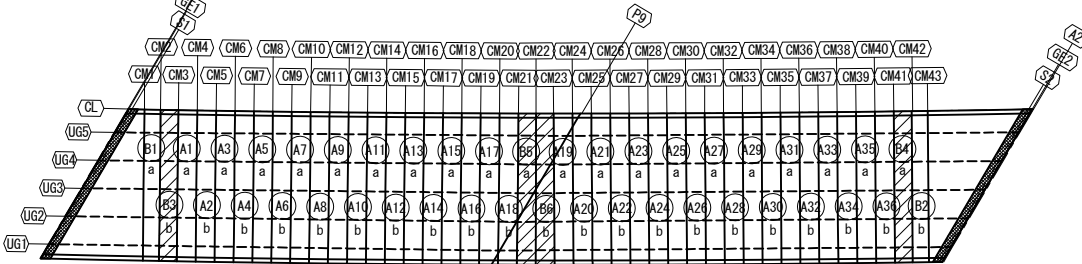 GE1
S1
P9
A2
GE2
S2
CM2 CM4 CM6 CM8 CM10 CM12 CM14 CM16 CM18 CM20 CM22 CM24 CM26 CM28 CM30 CM32 CM34 CM36 CM38 CM40 CM42
CM1 CM3 CM5 CM7 CM9 CM11 CM13 CM15 CM17 CM19 CM21 CM23 CM25 CM27 CM29 CM31 CM33 CM35 CM37 CM39 CM41 CM43
CL
UG5
UG4
UG3
UG2
UG1
B1 A1 A3 A5 A7 A9 A11 A13 A15 A17 B5 A19 A21 A23 A25 A27 A29 A31 A33 A35 B4
a a a a a a a a a a a a a a a a a a a a a
B3 A2 A4 A6 A8 A10 A12 A14 A16 A18 B6 A20 A22 A24 A26 A28 A30 A32 A34 A36 B2
b b b b b b b b b b b b b b b b b b b b b